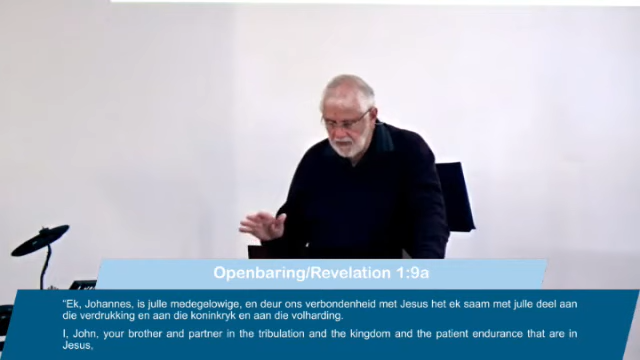 Openbaring/Revelation 1:9a
"Ek, Johannes, is julle medegelowige, en deur ons verbondenheid met Jesus het ek saam met julle deel aan
die verdrukking en aan die koninkryk en aan die volharding.
I, John, your brother and partner in the tribulation and the kingdom and the patient endurance that are in
Jesus,